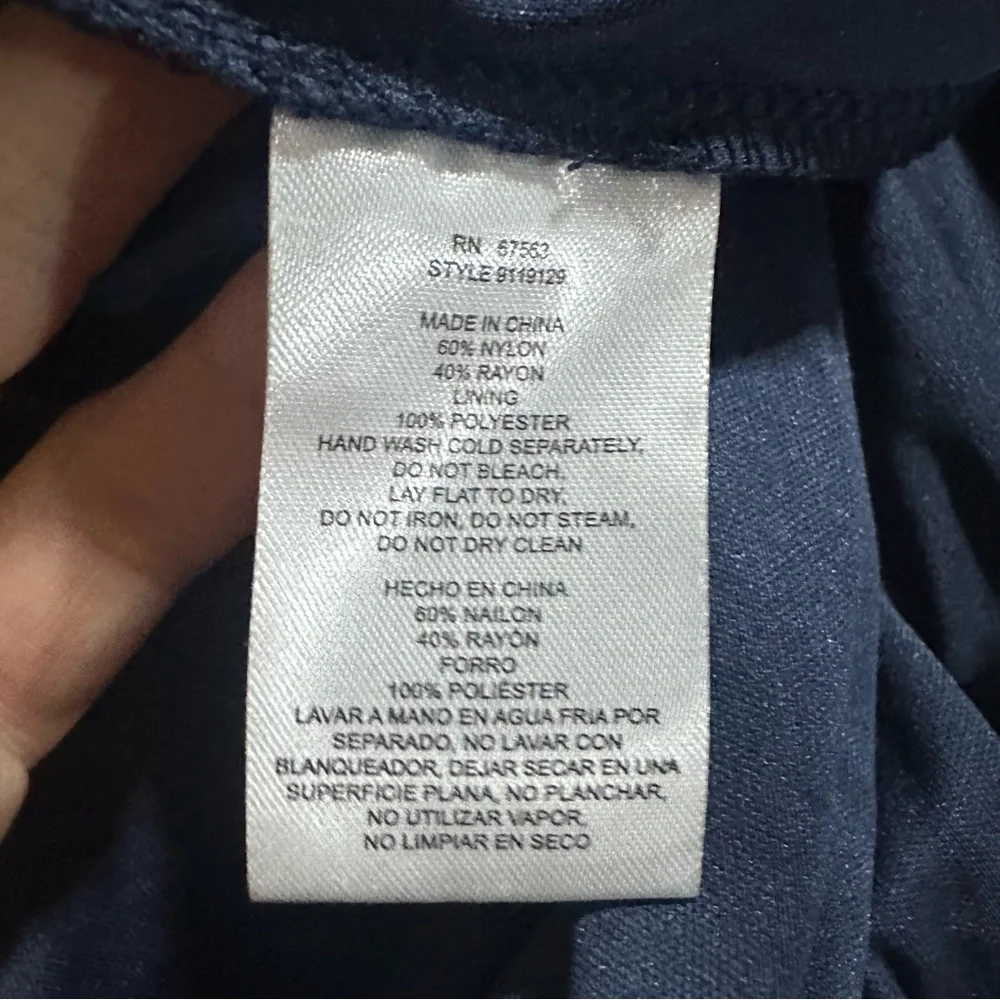 RN 67562
STYLE 9119129
MADE IN CHINA
60% NYLON
40% RAYON
LINING
100% POLYESTER
HAND WASH COLD SEPARATELY,
DO NOT BLEACH,
LAY FLAT TO DRY,
DO NOT IRON, DO NOT STEAM,
DO NOT DRY CLEAN
HECHO EN CHINA
60% NAILON
40% RAYÓN
FORRO
100% POLIÉSTER
LAVAR A MANO EN AGUA FRIA POR
SEPARADO, NO LAVAR CON
BLANQUEADOR, DEJAR SECAR EN UNA
SUPERFICIE PLANA, NO PLANCHAR,
NO UTILIZAR VAPOR,
NO LIMPIAR EN SECO